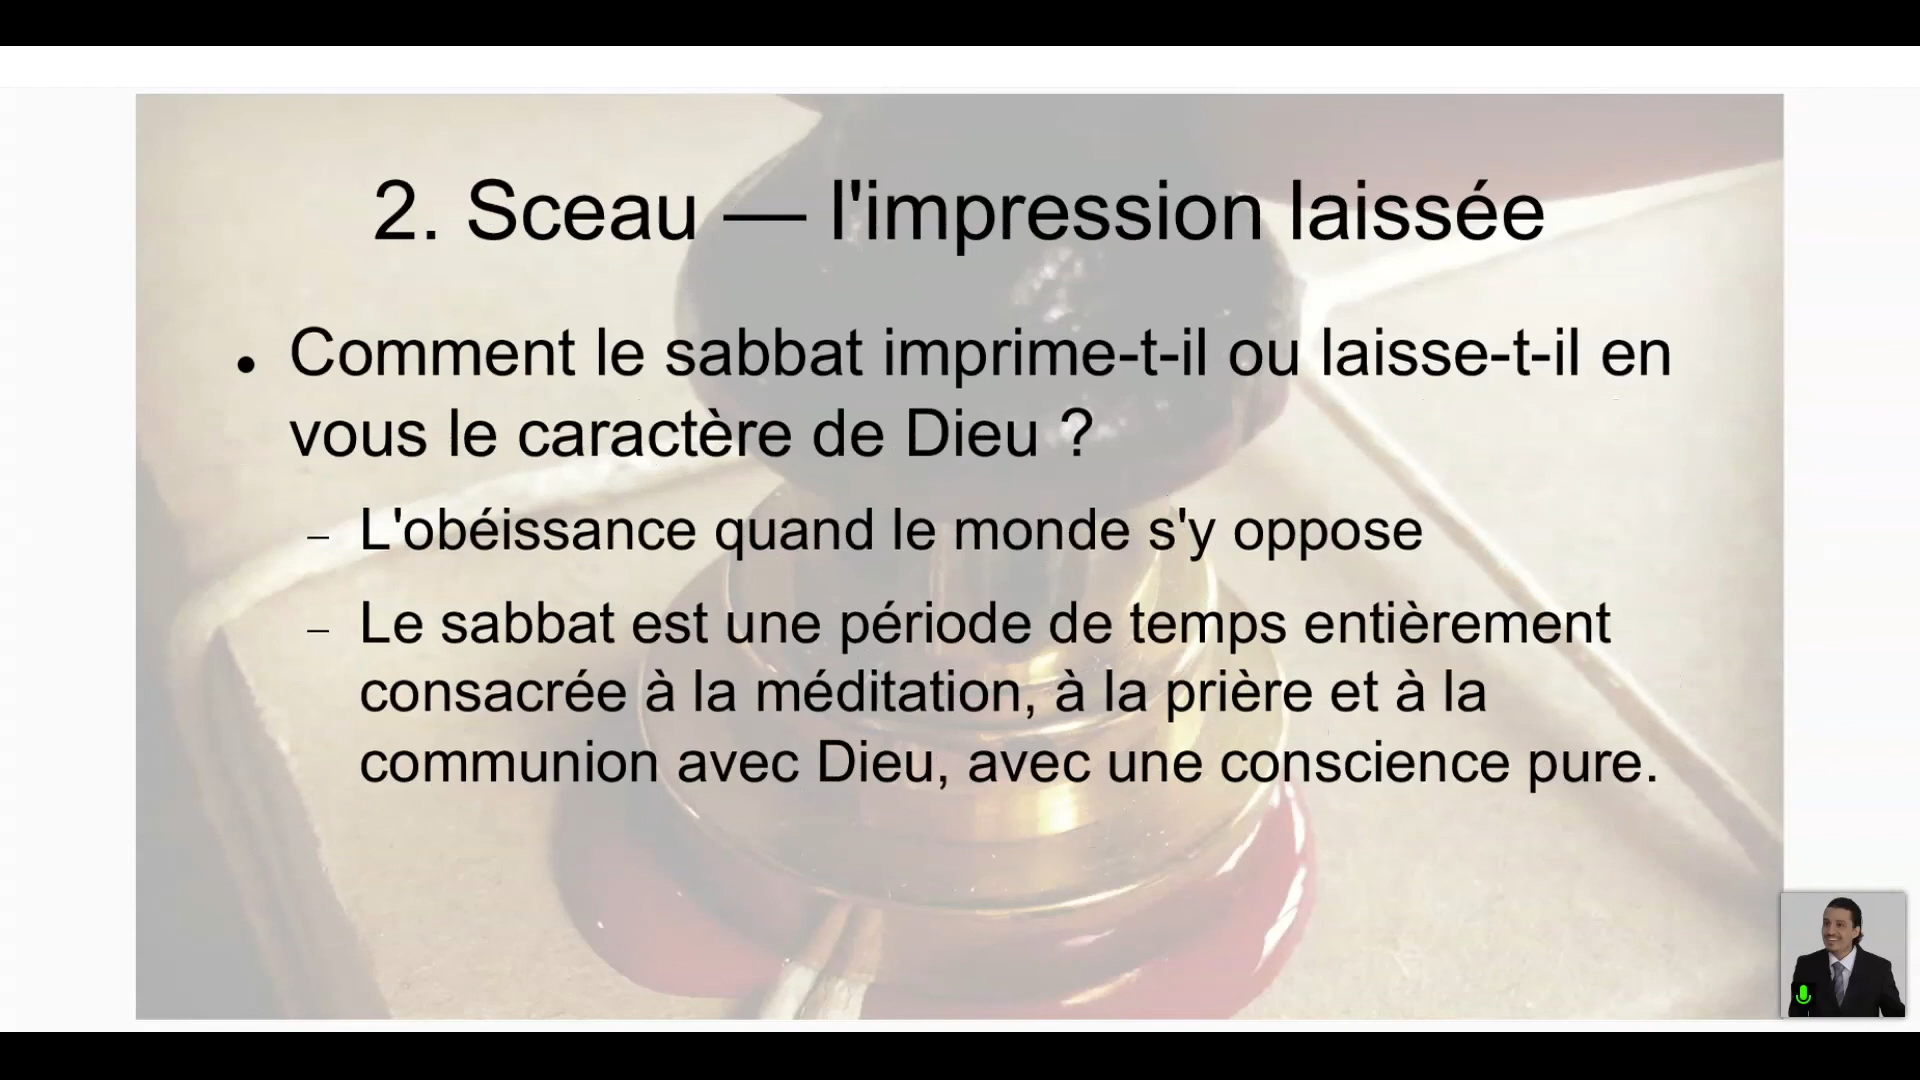 2. Sceau — l'impression laissée
• Comment le sabbat imprime-t-il ou laisse-t-il en
vous le caractère de Dieu ?
– L'obéissance quand le monde s'y oppose
– Le sabbat est une période de temps entièrement
consacrée à la méditation, à la prière et à la
communion avec Dieu, avec une conscience pure.